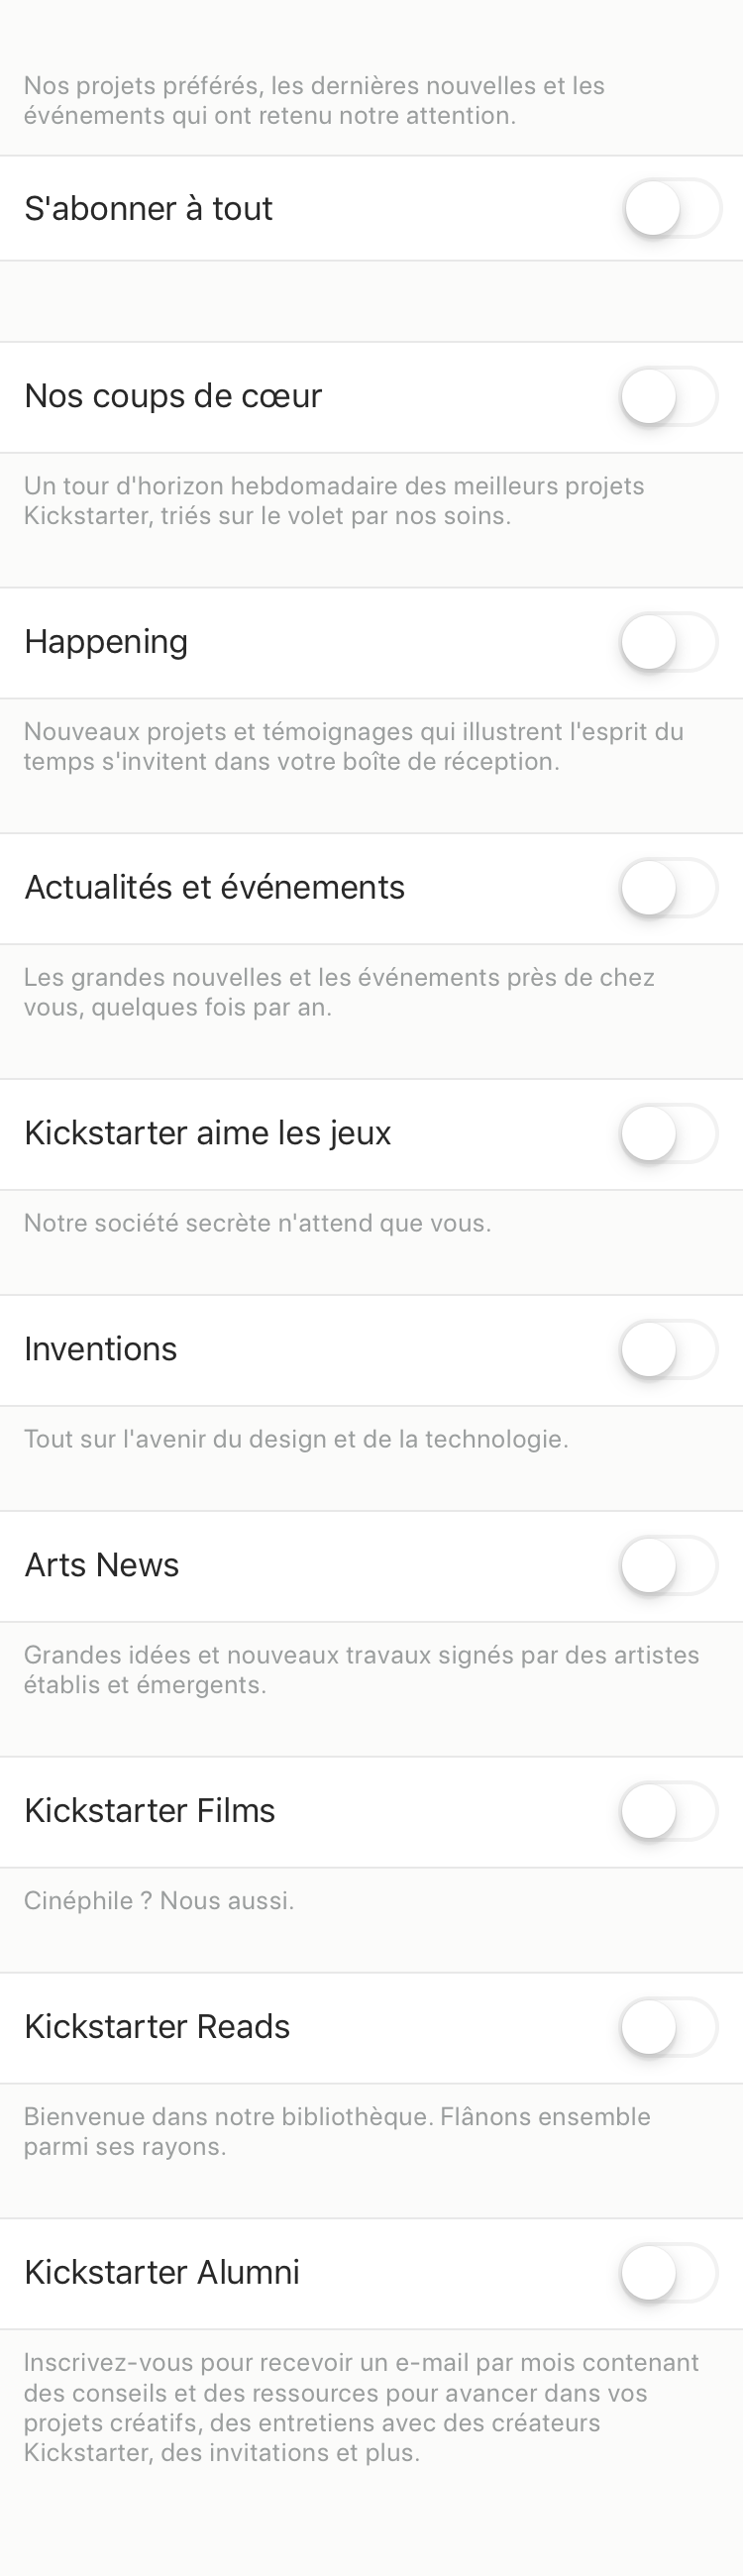 Nos projets préférés, les dernières nouvelles et les
événements qui ont retenu notre attention.
S'abonner à tout
Nos coups de cœur
Un tour d'horizon hebdomadaire des meilleurs projets
Kickstarter, triés sur le volet par nos soins.
Happening
Nouveaux projets et témoignages qui illustrent l'esprit du
temps s'invitent dans votre boîte de réception.
Actualités et événements
Les grandes nouvelles et les événements près de chez
vous, quelques fois par an.
Kickstarter aime les jeux
Notre société secrète n'attend que vous.
Inventions
Tout sur l'avenir du design et de la technologie.
Arts News
Grandes idées et nouveaux travaux signés par des artistes
établis et émergents.
Kickstarter Films
Cinéphile ? Nous aussi.
Kickstarter Reads
Bienvenue dans notre bibliothèque. Flânons ensemble
parmi ses rayons.
Kickstarter Alumni
Inscrivez-vous pour recevoir un e-mail par mois contenant
des conseils et des ressources pour avancer dans vos
projets créatifs, des entretiens avec des créateurs
Kickstarter, des invitations et plus.